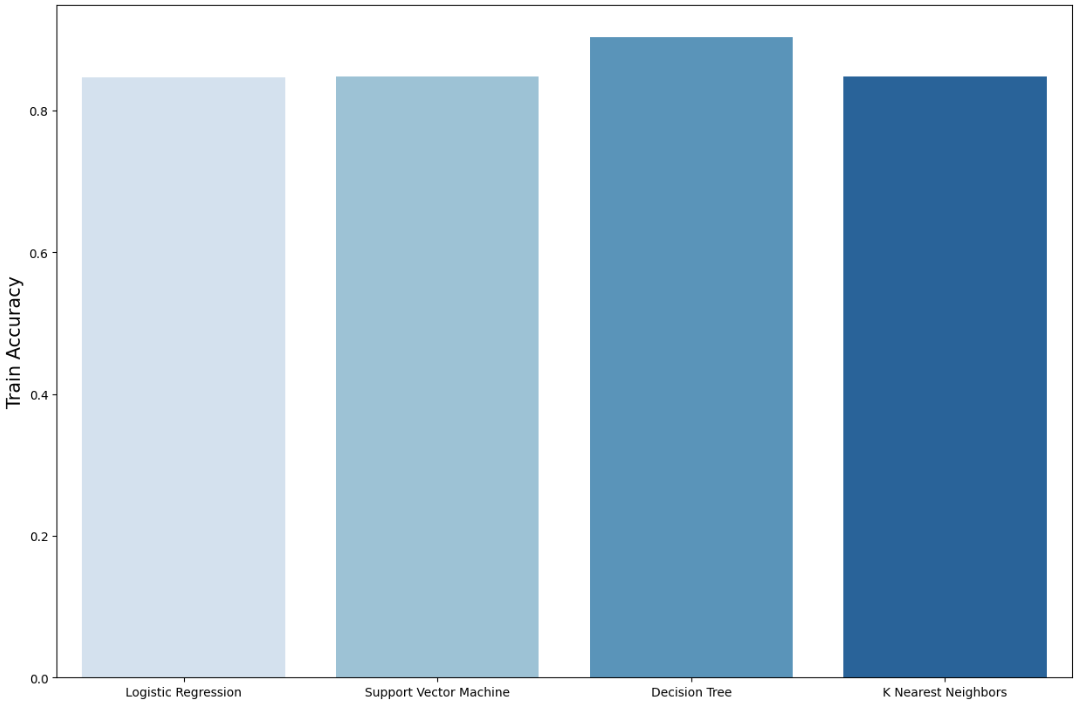 Train Accuracy
0.8
0.6
0.4
0.2
0.0
Logistic Regression
Support Vector Machine
Decision Tree
K Nearest Neighbors